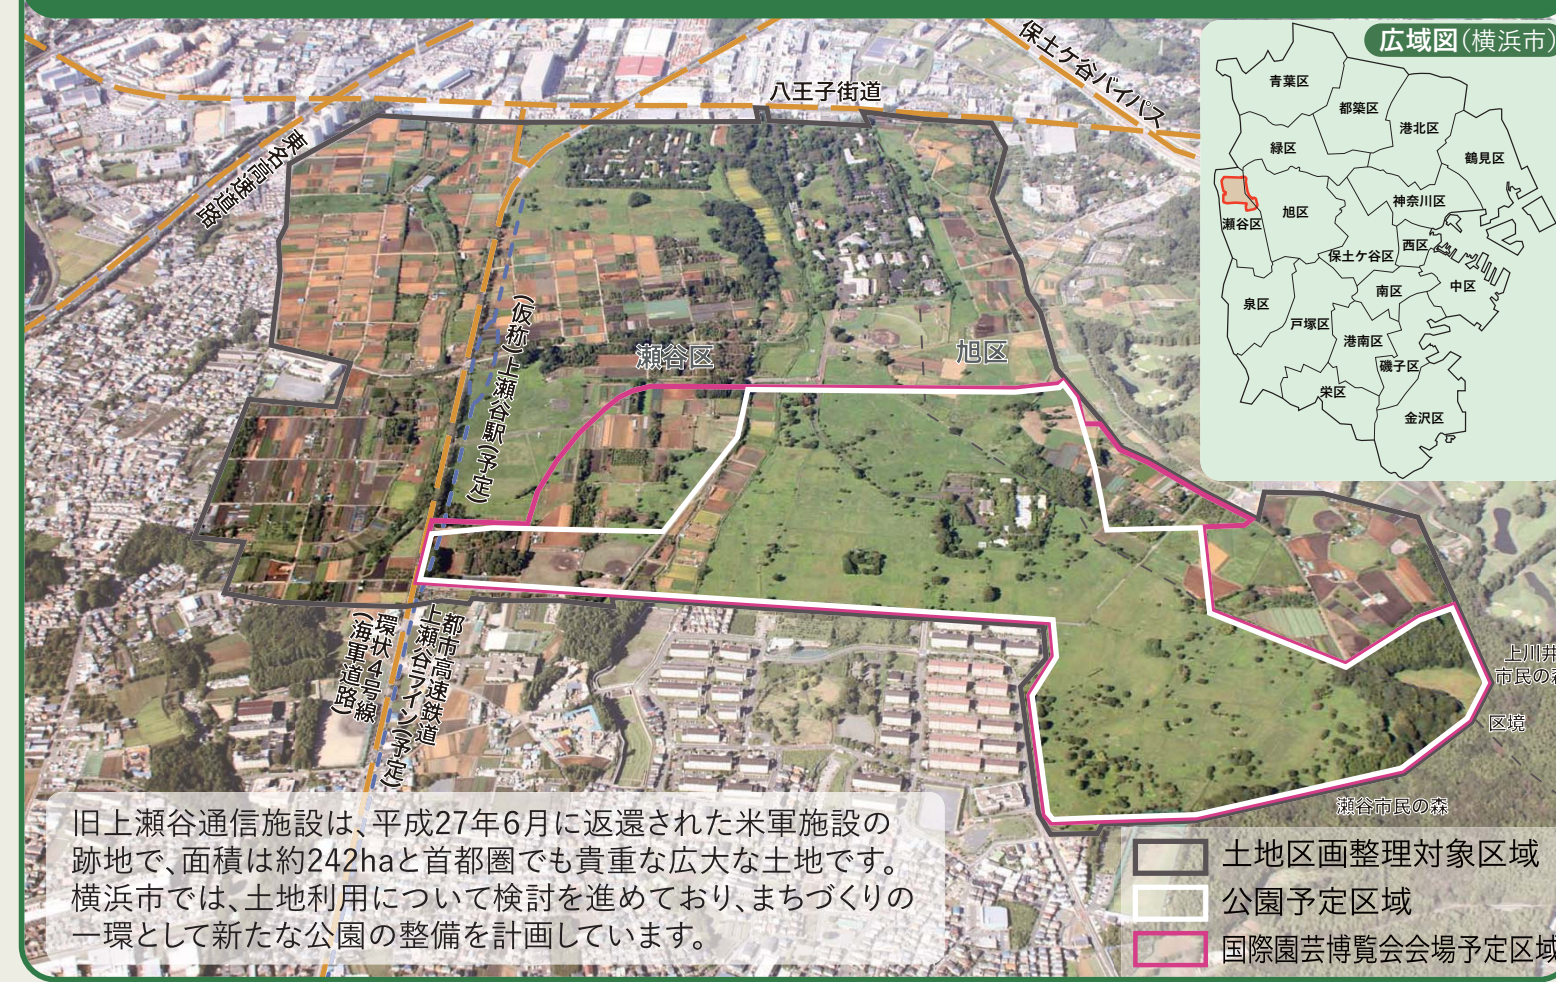 広域図(横浜市)
保土ケ谷バイパス
八王子街道
東名高速道路
青葉区
都築区
港北区
緑区
鶴見区
神奈川区
旭区
瀬谷区
西区
保土ケ谷区
中区
南区
泉区
戸塚区
港南区
磯子区
栄区
金沢区
(仮称)上瀬谷駅(予定)
瀬谷区
旭区
環状4号線
(海軍道路)
都市高速鉄道
上瀬谷ライン(予定)
上川井
市民の森
区境
瀬谷市民の森
旧上瀬谷通信施設は、平成27年6月に返還された米軍施設の
跡地で、面積は約242haと首都圏でも貴重な広大な土地です。
横浜市では、土地利用について検討を進めており、まちづくりの
一環として新たな公園の整備を計画しています。
土地区画整理対象区域
公園予定区域
国際園芸博覧会会場予定区域